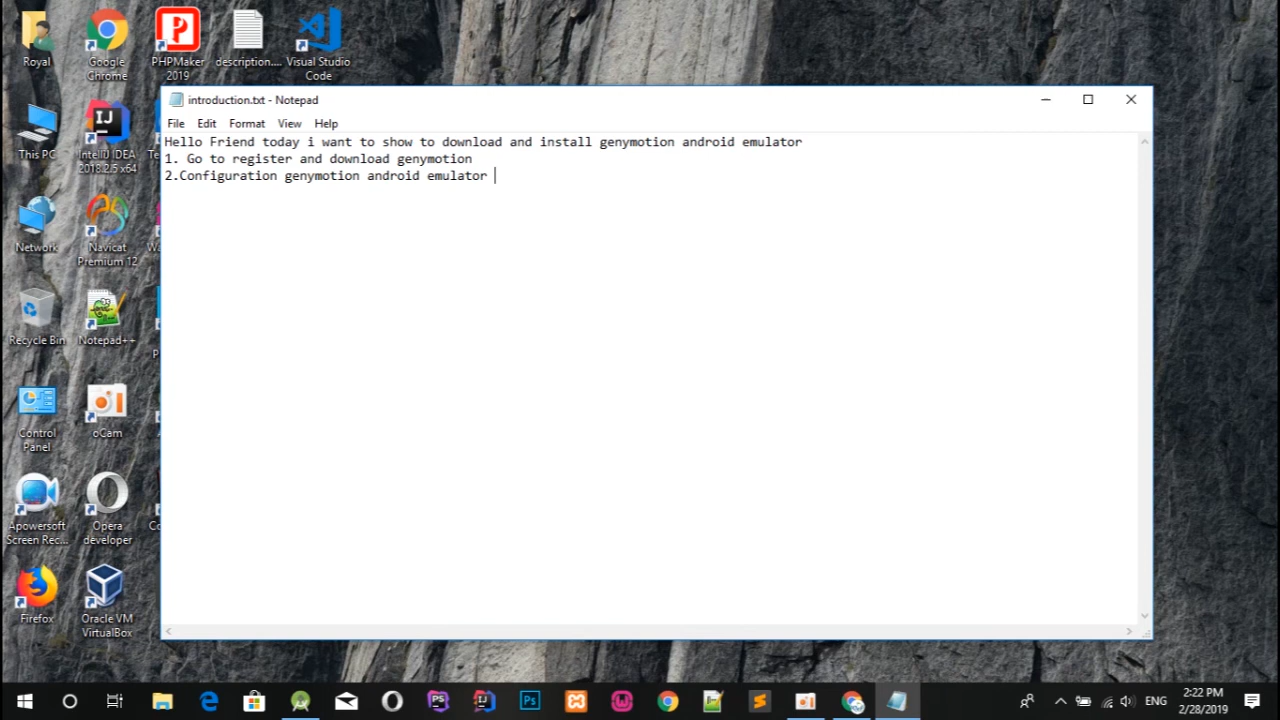 Royal
Google Chrome
PHPMaker 2019
description....
Visual Studio Code
introduction.txt - Notepad
File Edit Format View Help
Hello Friend today i want to show to download and install genymotion android emulator
1. Go to register and download genymotion
2.Configuration genymotion android emulator
This PC
IntelliJ IDEA 2018.2.5 x64
Network
Navicat Premium 12
Recycle Bin
Notepad++
Control Panel
oCam
Apowersoft Screen Rec...
Opera developer
Firefox
Oracle VM VirtualBox
ENG
2:22 PM
2/28/2019